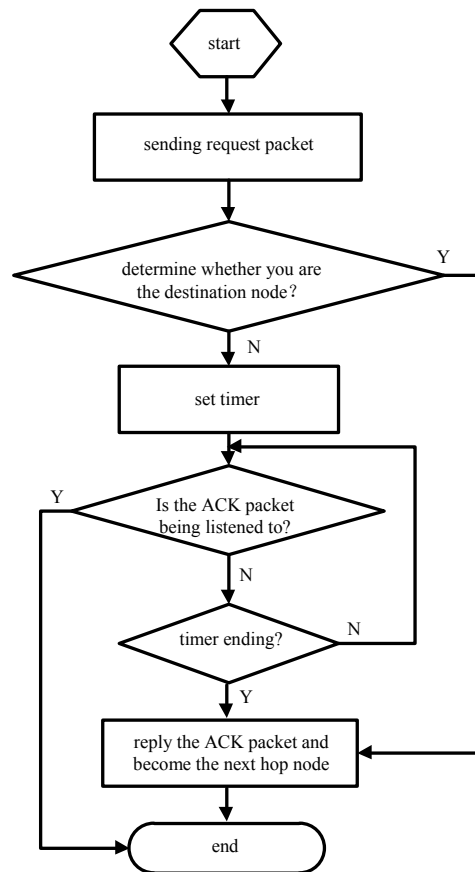 start
sending request packet
determine whether you are
the destination node？
Y
N
set timer
Y
Is the ACK packet
being listened to?
N
timer ending?
N
Y
reply the ACK packet and
become the next hop node
end